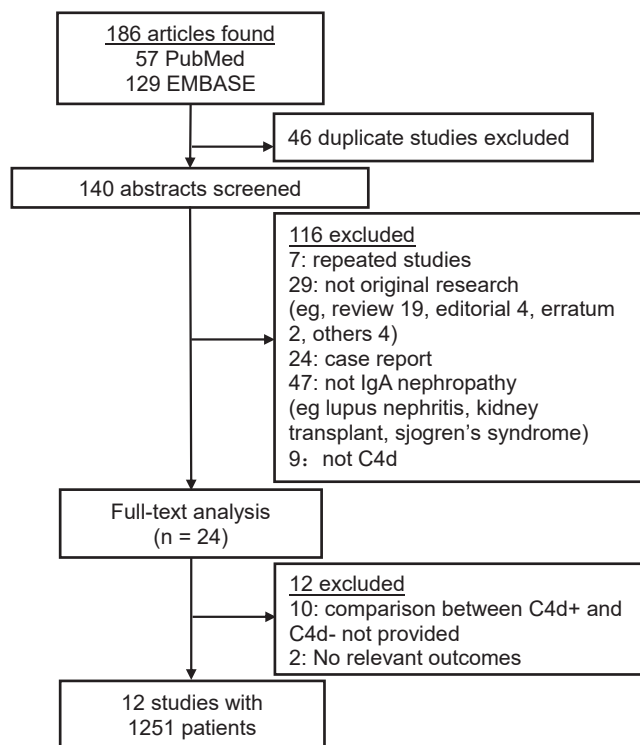 186 articles found
57 PubMed
129 EMBASE
46 duplicate studies excluded
140 abstracts screened
116 excluded
7: repeated studies
29: not original research
(eg, review 19, editorial 4, erratum
2, others 4)
24: case report
47: not IgA nephropathy
(eg lupus nephritis, kidney
transplant, sjogren’s syndrome)
9：not C4d
Full-text analysis
(n = 24)
12 excluded
10: comparison between C4d+ and
C4d- not provided
2: No relevant outcomes
12 studies with
1251 patients